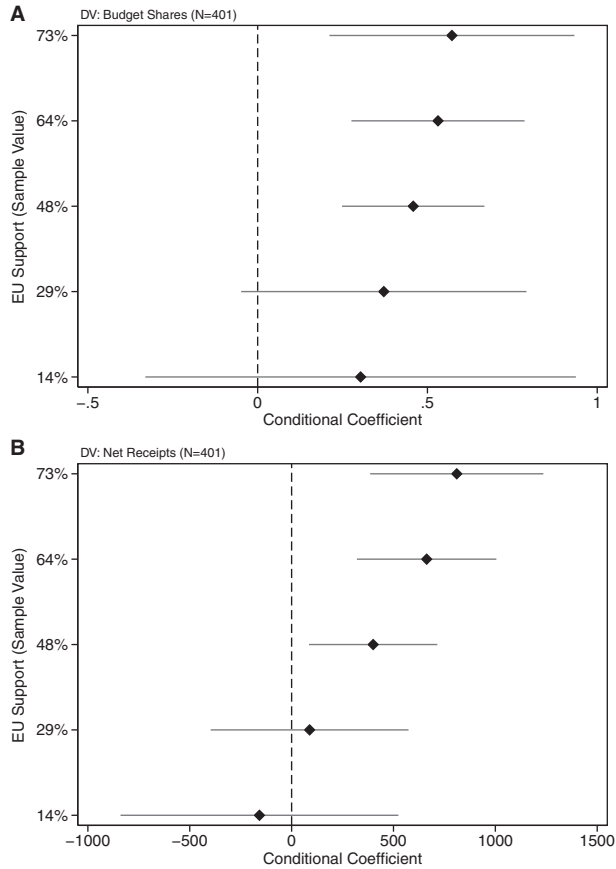 A
DV: Budget Shares (N=401)
EU Support (Sample Value)
73%
64%
48%
29%
14%
−.5 0 .5 1
Conditional Coefficient
B
DV: Net Receipts (N=401)
EU Support (Sample Value)
73%
64%
48%
29%
14%
−1000 −500 0 500 1000 1500
Conditional Coefficient